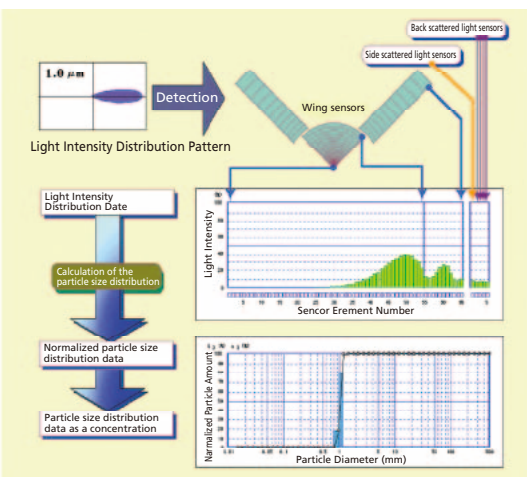 Back scattered light sensors
Side scattered light sensors
1.0 μm
Detection
Wing sensors
Light Intensity Distribution Pattern
Light Intensity
Distribution Date
Calculation of the
particle size distribution
Normalized particle size
distribution data
Particle size distribution
data as a concentration
Light Intensity
Sencor Erement Number
Narmalized Particle Amount
Particle Diameter (mm)